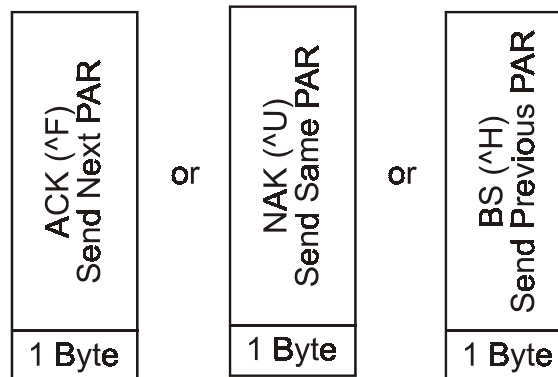 ACK (^F)
Send Next PAR
1 Byte
or
NAK (^U)
Send Same PAR
1 Byte
or
BS (^H)
Send Previous PAR
1 Byte